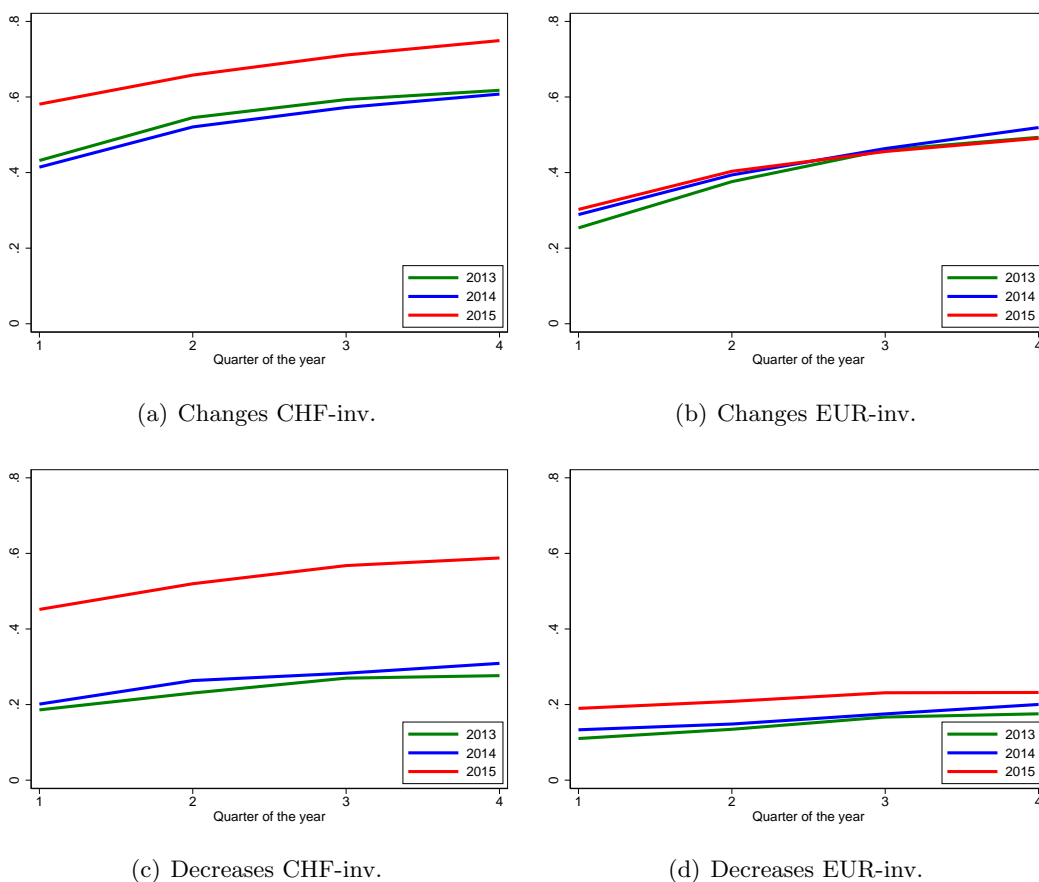 .8
.6
.4
.2
0
2013
2014
2015
1 2 3 4
Quarter of the year
(a) Changes CHF-inv.
.8
.6
.4
.2
0
2013
2014
2015
1 2 3 4
Quarter of the year
(b) Changes EUR-inv.
.8
.6
.4
.2
0
2013
2014
2015
1 2 3 4
Quarter of the year
(c) Decreases CHF-inv.
.8
.6
.4
.2
0
2013
2014
2015
1 2 3 4
Quarter of the year
(d) Decreases EUR-inv.